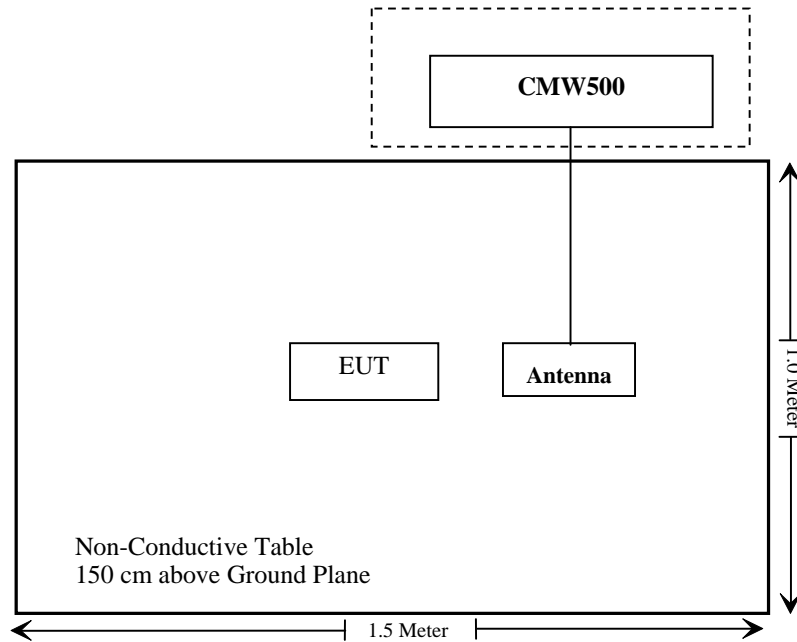 CMW500
EUT
Antenna
1.0 Meter
Non-Conductive Table
150 cm above Ground Plane
1.5 Meter